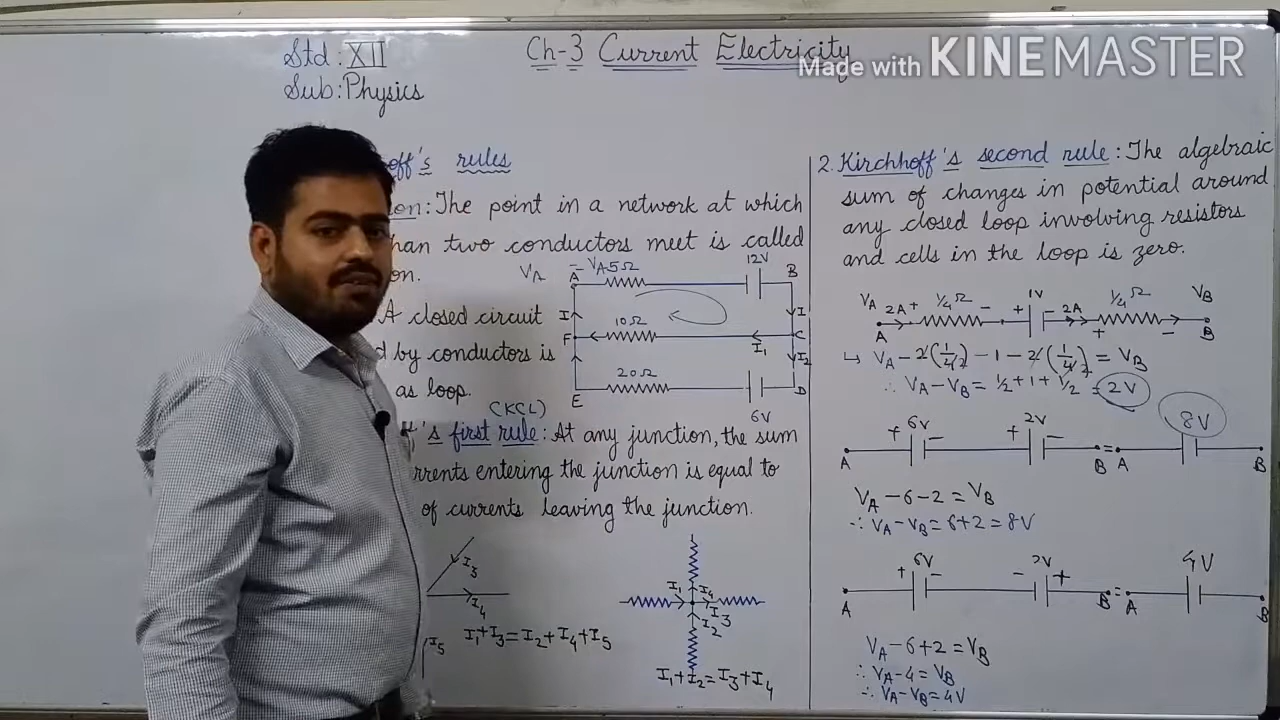 Std : XII
Sub : Physics
Ch-3 Current Electricity
Made with KINEMASTER
off's rules
on: The point in a network at which
han two conductors meet is called
on.
A closed circuit
d by conductors is
as loop.
VA
A
VA
5Ω
12V
B
I
I
F
10Ω
I1
C
I2
E
20Ω
6V
D
(KCL)
's first rule: At any junction, the sum
rrents entering the junction is equal to
of currents leaving the junction.
I3
I4
I5
I1+I3=I2+I4+I5
I1
I4
I3
I2
I1+I2=I3+I4
2. Kirchhoff's second rule: The algebraic
sum of changes in potential around
any closed loop involving resistors
and cells in the loop is zero.
VA 2A + 1/4Ω - + 1V - 2A + 1/4Ω - VB
A B
↳ VA - 2(1/4) - 1 - 2(1/4) = VB
∴ VA - VB = 1/2 + 1 + 1/2 = 2V
+ 6V - + 2V - 8V
A B = A B
VA - 6 - 2 = VB
∴ VA - VB = 6 + 2 = 8V
+ 6V - - 2V + 4V
A B = A B
VA - 6 + 2 = VB
∴ VA - 4 = VB
∴ VA - VB = 4V